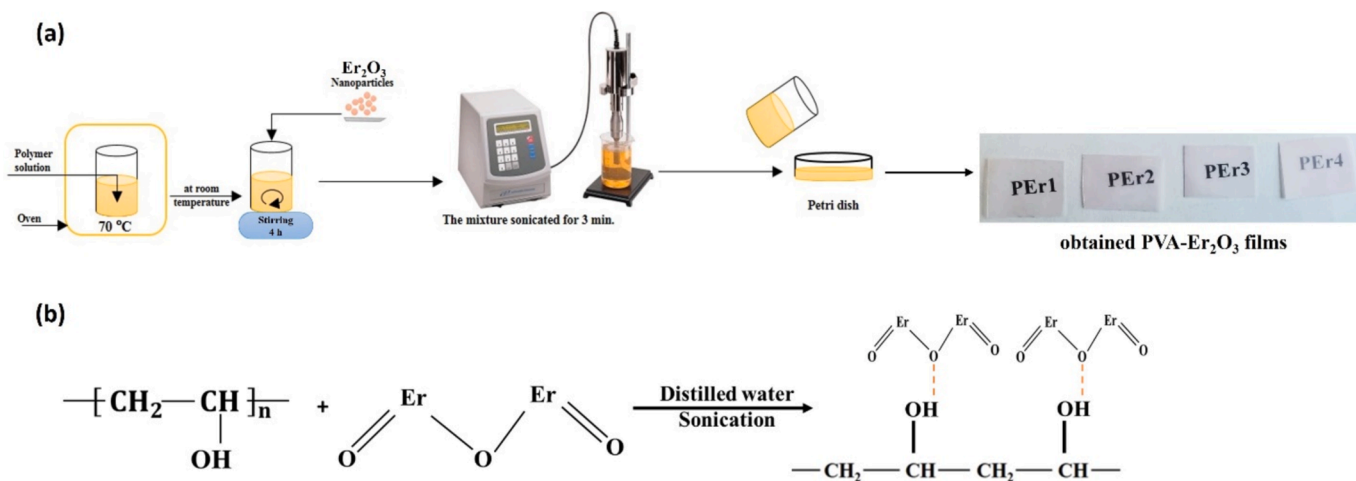 (a)
Er₂O₃
Nanoparticles
Polymer
solution
at room
temperature
Oven
70 °C
Stirring
4 h
The mixture sonicated for 3 min.
Petri dish
PEr1
PEr2
PEr3
PEr4
obtained PVA-Er₂O₃ films
(b)
—[CH₂—CH]ₙ—
OH
+
Er
Er
O
O
O
Distilled water
Sonication
Er
Er
Er
Er
O
O
O
O
O
O
OH
OH
—CH₂—CH—CH₂—CH—